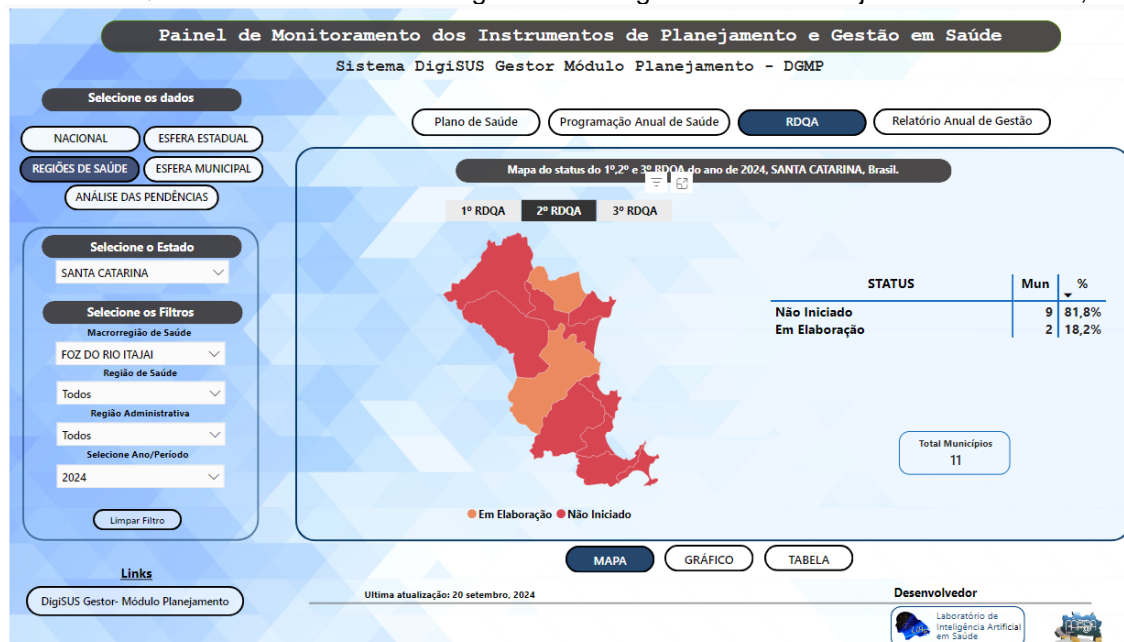 Painel de Monitoramento dos Instrumentos de Planejamento e Gestão em Saúde
Sistema DigiSUS Gestor Módulo Planejamento - DGMP
Selecione os dados
NACIONAL
ESFERA ESTADUAL
REGIÕES DE SAÚDE
ESFERA MUNICIPAL
ANÁLISE DAS PENDÊNCIAS
Selecione o Estado
SANTA CATARINA
Selecione os Filtros
Macrorregião de Saúde
FOZ DO RIO ITAJAI
Região de Saúde
Todos
Região Administrativa
Todos
Selecione Ano/Período
2024
Limpar Filtro
Links
DigiSUS Gestor- Módulo Planejamento
Plano de Saúde
Programação Anual de Saúde
RDQA
Relatório Anual de Gestão
Mapa do status do 1º,2º e 3º RDQA do ano de 2024, SANTA CATARINA, Brasil.
1º RDQA 2º RDQA 3º RDQA
STATUS Mun %
Não Iniciado 9 81,8%
Em Elaboração 2 18,2%
Total Municípios
11
Em Elaboração Não Iniciado
MAPA
GRÁFICO
TABELA
Ultima atualização: 20 setembro, 2024
Desenvolvedor
Laboratório de
Inteligência Artificial
em Saúde